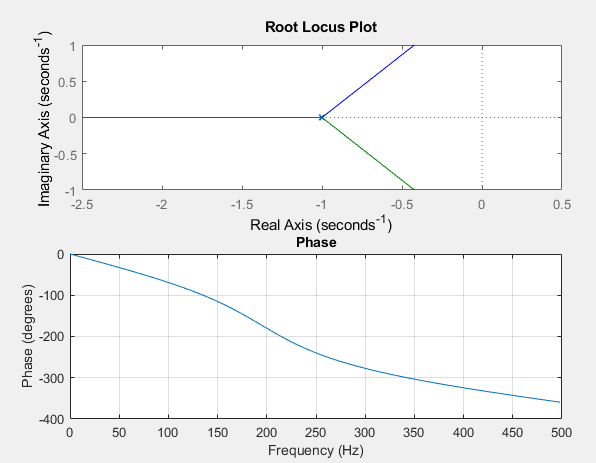 Root Locus Plot
Imaginary Axis (seconds⁻¹)
1
0.5
0
-0.5
-1
-2.5 -2 -1.5 -1 -0.5 0 0.5
Real Axis (seconds⁻¹)
Phase
Phase (degrees)
0
-100
-200
-300
-400
0 50 100 150 200 250 300 350 400 450 500
Frequency (Hz)